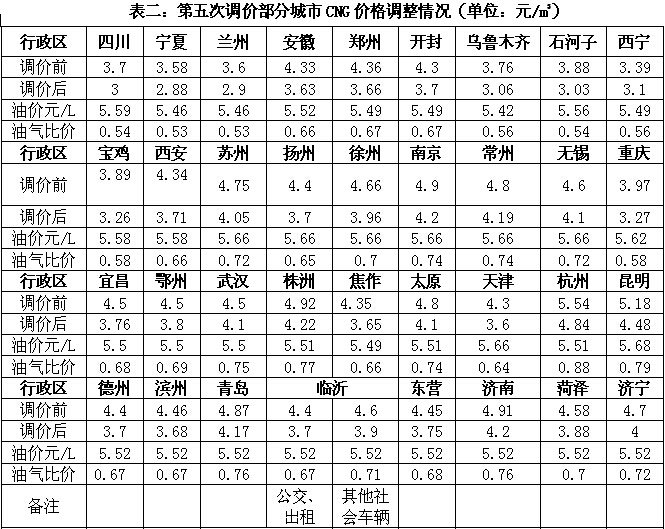 表二：第五次调价部分城市 CNG 价格调整情况（单位：元/㎥）
行政区 四川 宁夏 兰州 安徽 郑州 开封 乌鲁木齐 石河子 西宁
调价前 3.7 3.58 3.6 4.33 4.36 4.3 3.76 3.88 3.39
调价后 3 2.88 2.9 3.63 3.66 3.7 3.06 3.03 3.1
油价元/L 5.59 5.46 5.46 5.52 5.49 5.49 5.42 5.56 5.49
油气比价 0.54 0.53 0.53 0.66 0.67 0.67 0.56 0.54 0.56
行政区 宝鸡 西安 苏州 扬州 徐州 南京 常州 无锡 重庆
调价前 3.89 4.34 4.75 4.4 4.66 4.9 4.8 4.6 3.97
调价后 3.26 3.71 4.05 3.7 3.96 4.2 4.19 4.1 3.27
油价元/L 5.58 5.58 5.66 5.66 5.66 5.66 5.66 5.66 5.62
油气比价 0.58 0.66 0.72 0.65 0.7 0.74 0.74 0.72 0.58
行政区 宜昌 鄂州 武汉 株洲 焦作 太原 天津 杭州 昆明
调价前 4.5 4.5 4.5 4.92 4.35 4.8 4.3 5.54 5.18
调价后 3.76 3.8 4.1 4.22 3.65 4.1 3.6 4.84 4.48
油价元/L 5.5 5.5 5.5 5.51 5.49 5.51 5.66 5.51 5.68
油气比价 0.68 0.69 0.75 0.77 0.66 0.74 0.64 0.88 0.79
行政区 德州 滨州 青岛 临沂 东营 济南 菏泽 济宁
调价前 4.4 4.46 4.87 4.4 4.6 4.45 4.91 4.58 4.7
调价后 3.7 3.68 4.17 3.7 3.9 3.75 4.2 3.88 4
油价元/L 5.52 5.52 5.52 5.52 5.52 5.52 5.52 5.52 5.52
油气比价 0.67 0.67 0.76 0.67 0.71 0.68 0.76 0.7 0.72
备注 公交、出租 其他社会车辆